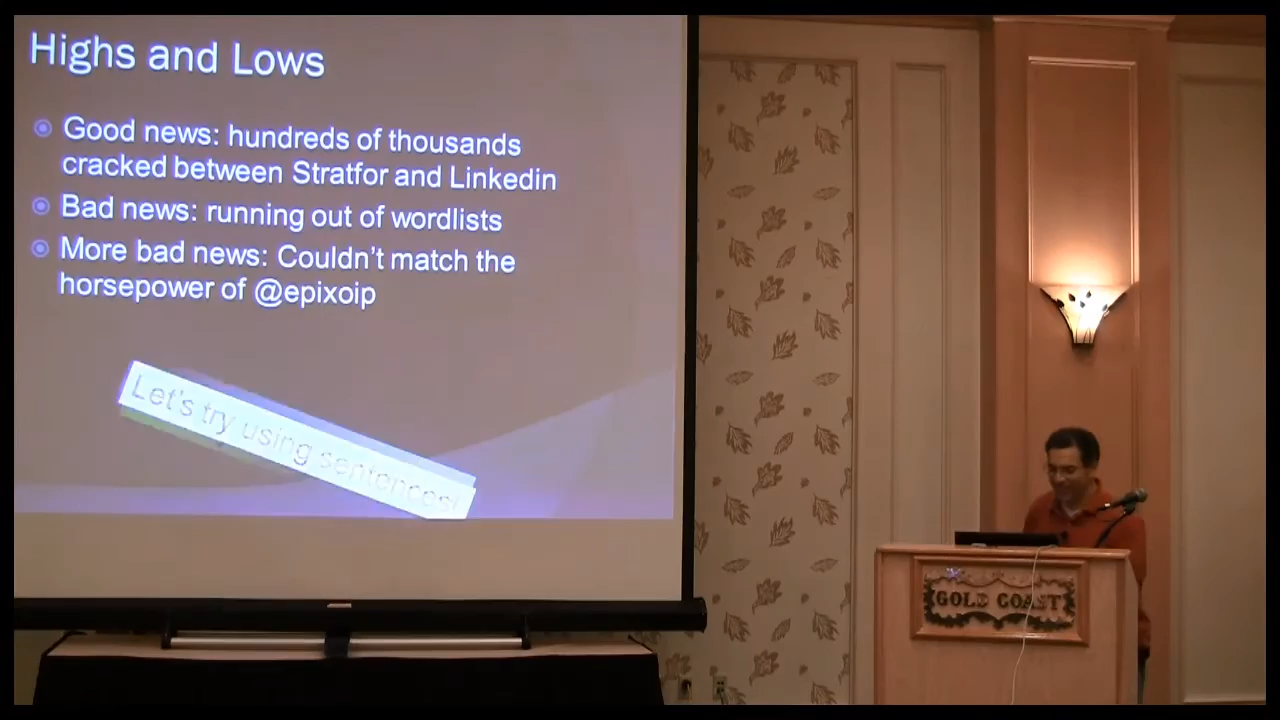 Highs and Lows
Good news: hundreds of thousands
cracked between Stratfor and Linkedin
Bad news: running out of wordlists
More bad news: Couldn't match the
horsepower of @epixoip
Let's try using sentences!
GOLD COAST